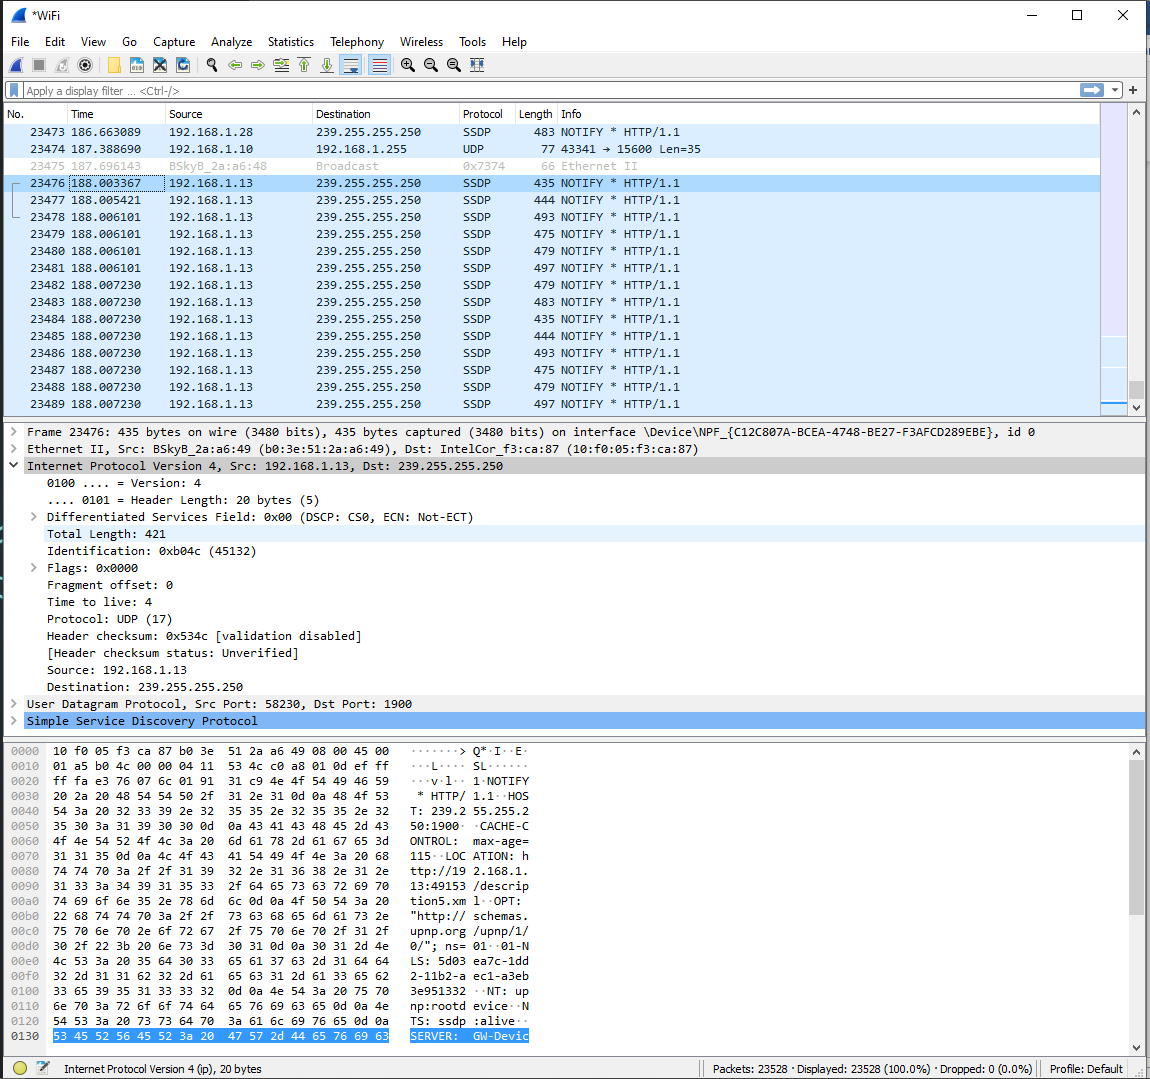 *WiFi
File Edit View Go Capture Analyze Statistics Telephony Wireless Tools Help
Apply a display filter ... <Ctrl-/>
No. Time Source Destination Protocol Length Info
23473 186.663089 192.168.1.28 239.255.255.250 SSDP 483 NOTIFY * HTTP/1.1
23474 187.388690 192.168.1.10 192.168.1.255 UDP 77 43341 → 15600 Len=35
23475 187.696143 BSkyB_2a:a6:48 Broadcast 0x7374 66 Ethernet II
23476 188.003367 192.168.1.13 239.255.255.250 SSDP 435 NOTIFY * HTTP/1.1
23477 188.005421 192.168.1.13 239.255.255.250 SSDP 444 NOTIFY * HTTP/1.1
23478 188.006101 192.168.1.13 239.255.255.250 SSDP 493 NOTIFY * HTTP/1.1
23479 188.006101 192.168.1.13 239.255.255.250 SSDP 475 NOTIFY * HTTP/1.1
23480 188.006101 192.168.1.13 239.255.255.250 SSDP 479 NOTIFY * HTTP/1.1
23481 188.006101 192.168.1.13 239.255.255.250 SSDP 497 NOTIFY * HTTP/1.1
23482 188.007230 192.168.1.13 239.255.255.250 SSDP 479 NOTIFY * HTTP/1.1
23483 188.007230 192.168.1.13 239.255.255.250 SSDP 483 NOTIFY * HTTP/1.1
23484 188.007230 192.168.1.13 239.255.255.250 SSDP 435 NOTIFY * HTTP/1.1
23485 188.007230 192.168.1.13 239.255.255.250 SSDP 444 NOTIFY * HTTP/1.1
23486 188.007230 192.168.1.13 239.255.255.250 SSDP 493 NOTIFY * HTTP/1.1
23487 188.007230 192.168.1.13 239.255.255.250 SSDP 475 NOTIFY * HTTP/1.1
23488 188.007230 192.168.1.13 239.255.255.250 SSDP 479 NOTIFY * HTTP/1.1
23489 188.007230 192.168.1.13 239.255.255.250 SSDP 497 NOTIFY * HTTP/1.1
Frame 23476: 435 bytes on wire (3480 bits), 435 bytes captured (3480 bits) on interface \Device\NPF_{C12C807A-BCEA-4748-BE27-F3AFCD289EBE}, id 0
Ethernet II, Src: BSkyB_2a:a6:49 (b0:3e:51:2a:a6:49), Dst: IntelCor_f3:ca:87 (10:f0:05:f3:ca:87)
Internet Protocol Version 4, Src: 192.168.1.13, Dst: 239.255.255.250
0100 .... = Version: 4
.... 0101 = Header Length: 20 bytes (5)
Differentiated Services Field: 0x00 (DSCP: CS0, ECN: Not-ECT)
Total Length: 421
Identification: 0xb04c (45132)
Flags: 0x0000
Fragment offset: 0
Time to live: 4
Protocol: UDP (17)
Header checksum: 0x534c [validation disabled]
[Header checksum status: Unverified]
Source: 192.168.1.13
Destination: 239.255.255.250
User Datagram Protocol, Src Port: 58230, Dst Port: 1900
Simple Service Discovery Protocol
0000 10 f0 05 f3 ca 87 b0 3e 51 2a a6 49 08 00 45 00 ·······> Q*·I··E·
0010 01 a5 b0 4c 00 00 04 11 53 4c c0 a8 01 0d ef ff ···L···· SL······
0020 ff fa e3 76 07 6c 01 91 31 c9 4e 4f 54 49 46 59 ···v·l·· 1·NOTIFY
0030 20 2a 20 48 54 54 50 2f 31 2e 31 0d 0a 48 4f 53 * HTTP/ 1.1··HOS
0040 54 3a 20 32 33 39 2e 32 35 35 2e 32 35 35 2e 32 T: 239.2 55.255.2
0050 35 30 3a 31 39 30 30 0d 0a 43 41 43 48 45 2d 43 50:1900· ·CACHE-C
0060 4f 4e 54 52 4f 4c 3a 20 6d 61 78 2d 61 67 65 3d ONTROL: max-age=
0070 31 31 35 0d 0a 4c 4f 43 41 54 49 4f 4e 3a 20 68 115··LOC ATION: h
0080 74 74 70 3a 2f 2f 31 39 32 2e 31 36 38 2e 31 2e ttp://19 2.168.1.
0090 31 33 3a 34 39 31 35 33 2f 64 65 73 63 72 69 70 13:49153 /descrip
00a0 74 69 6f 6e 35 2e 78 6d 6c 0d 0a 4f 50 54 3a 20 tion5.xm l··OPT:
00b0 22 68 74 74 70 3a 2f 2f 73 63 68 65 6d 61 73 2e "http:// schemas.
00c0 75 70 6e 70 2e 6f 72 67 2f 75 70 6e 70 2f 31 2f upnp.org /upnp/1/
00d0 30 2f 22 3b 20 6e 73 3d 30 31 0d 0a 30 31 2d 4e 0/"; ns= 01··01-N
00e0 4c 53 3a 20 35 64 30 33 65 61 37 63 2d 31 64 64 LS: 5d03 ea7c-1dd
00f0 32 2d 31 31 62 32 2d 61 65 63 31 2d 61 33 65 62 2-11b2-a ec1-a3eb
0100 33 65 39 35 31 33 33 32 0d 0a 4e 54 3a 20 75 70 3e951332 ··NT: up
0110 6e 70 3a 72 6f 6f 74 64 65 76 69 63 65 0d 0a 4e np:rootd evice··N
0120 54 53 3a 20 73 73 64 70 3a 61 6c 69 76 65 0d 0a TS: ssdp :alive··
0130 53 45 52 56 45 52 3a 20 47 57 2d 44 65 76 69 63 SERVER: GW-Devic
Internet Protocol Version 4 (ip), 20 bytes Packets: 23528 · Displayed: 23528 (100.0%) · Dropped: 0 (0.0%) Profile: Default